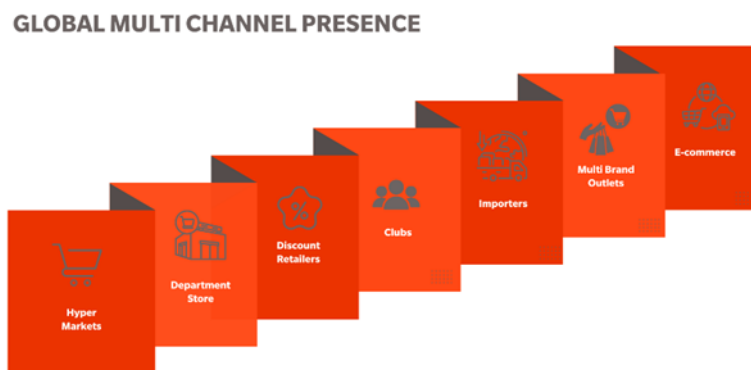 GLOBAL MULTI CHANNEL PRESENCE
Hyper
Markets
Department
Store
Discount
Retailers
%
Clubs
Importers
Multi Brand
Outlets
E-commerce